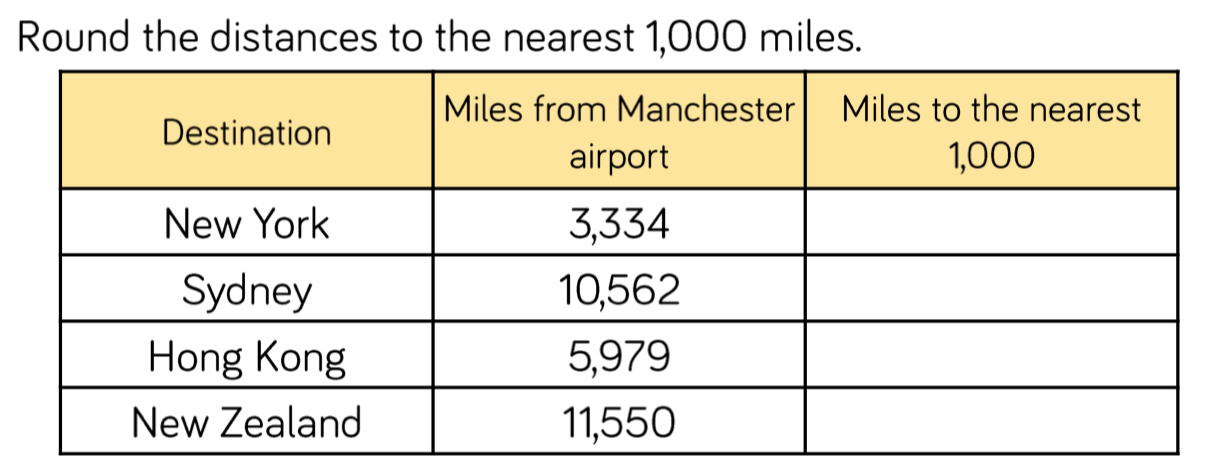 Round the distances to the nearest 1,000 miles.
Destination
Miles from Manchester
airport
Miles to the nearest
1,000
New York
3,334
Sydney
10,562
Hong Kong
5,979
New Zealand
11,550